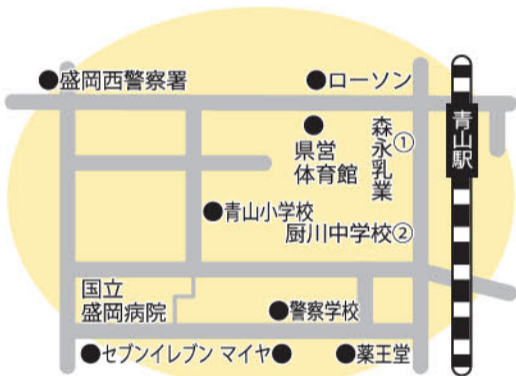 ●盛岡西警察署
●ローソン
青山駅
森永乳業①
県営
体育館
●青山小学校
厨川中学校②
国立
盛岡病院
●警察学校
●セブンイレブン
マイヤ●
●薬王堂